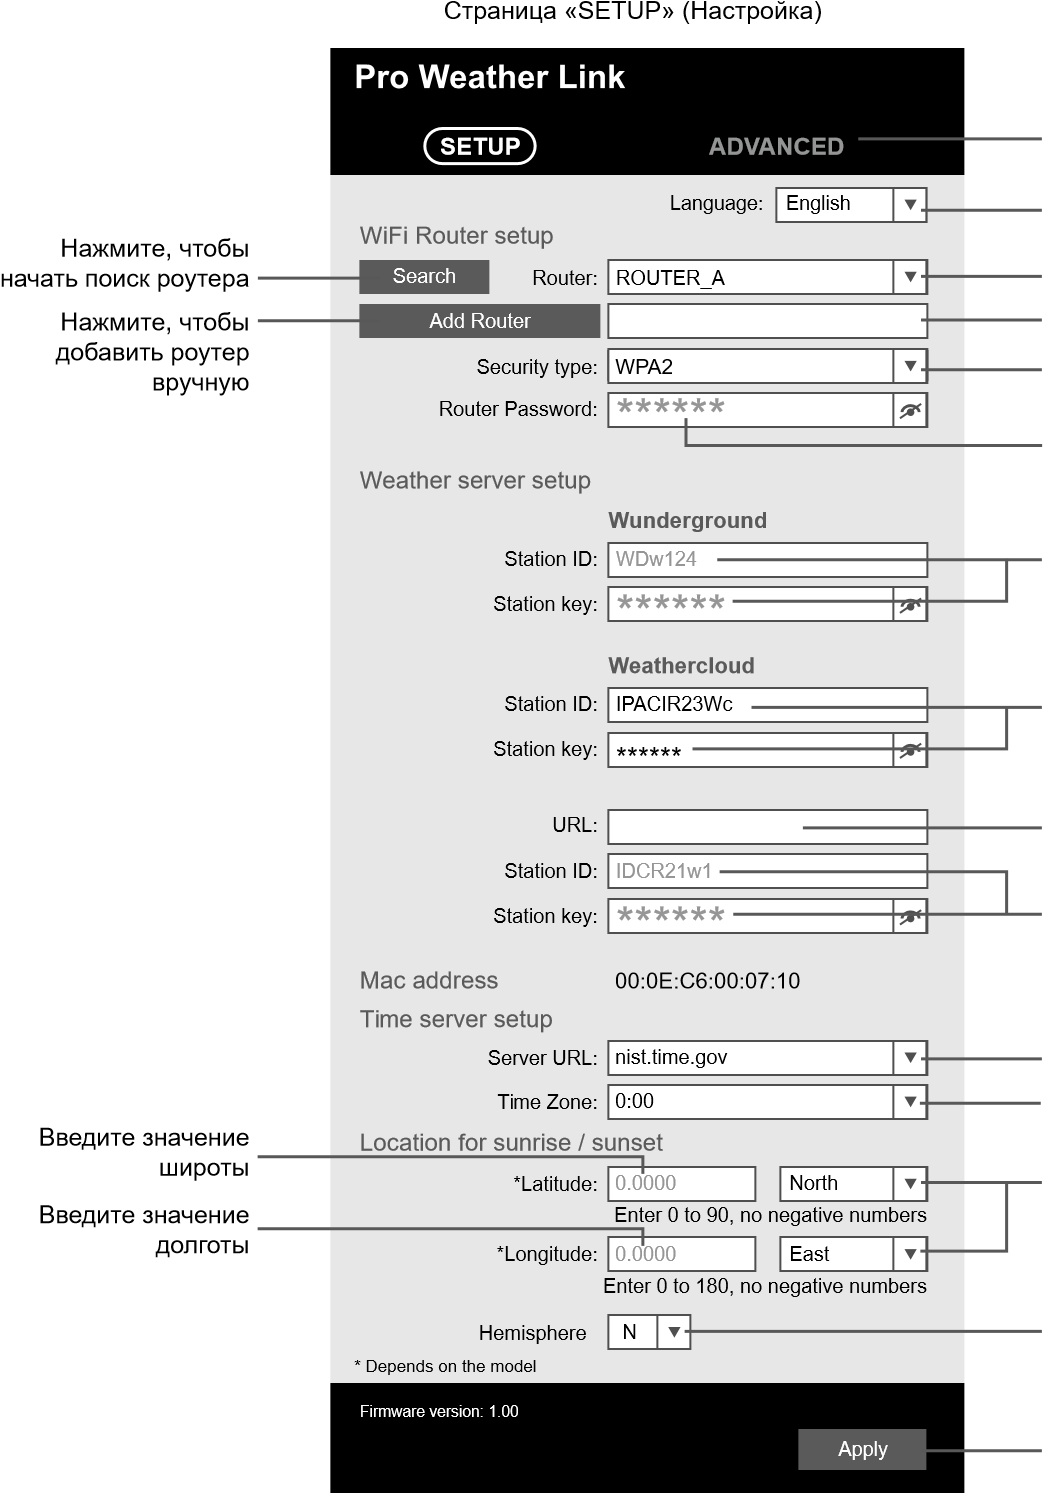 Страница «SETUP» (Настройка)
Pro Weather Link
SETUP
ADVANCED
Language: English
WiFi Router setup
Нажмите, чтобы
начать поиск роутера
Search
Router: ROUTER_A
Нажмите, чтобы
добавить роутер
вручную
Add Router
Security type: WPA2
Router Password: ******
Weather server setup
Wunderground
Station ID: WDw124
Station key: ******
Weathercloud
Station ID: IPACIR23Wc
Station key: ******
URL:
Station ID: IDCR21w1
Station key: ******
Mac address 00:0E:C6:00:07:10
Time server setup
Server URL: nist.time.gov
Time Zone: 0:00
Location for sunrise / sunset
Введите значение
широты
*Latitude: 0.0000 North
Enter 0 to 90, no negative numbers
Введите значение
долготы
*Longitude: 0.0000 East
Enter 0 to 180, no negative numbers
Hemisphere N
* Depends on the model
Firmware version: 1.00
Apply